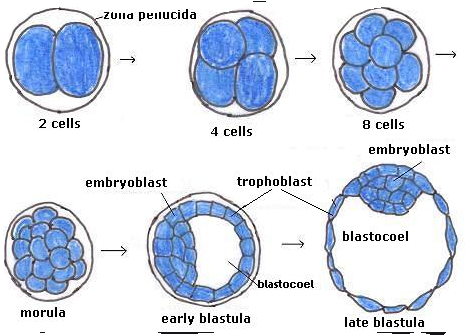 zona pellucida
2 cells
4 cells
8 cells
embryoblast
embryoblast
trophoblast
blastocoel
blastocoel
morula
early blastula
late blastula